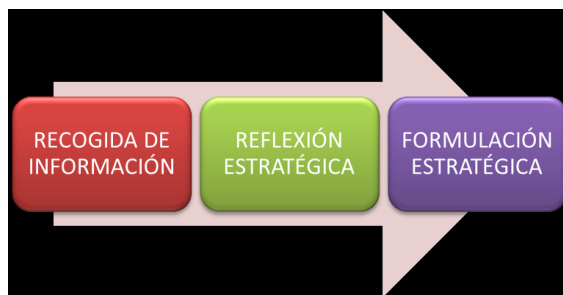 RECOGIDA DE
INFORMACIÓN
REFLEXIÓN
ESTRATÉGICA
FORMULACIÓN
ESTRATÉGICA